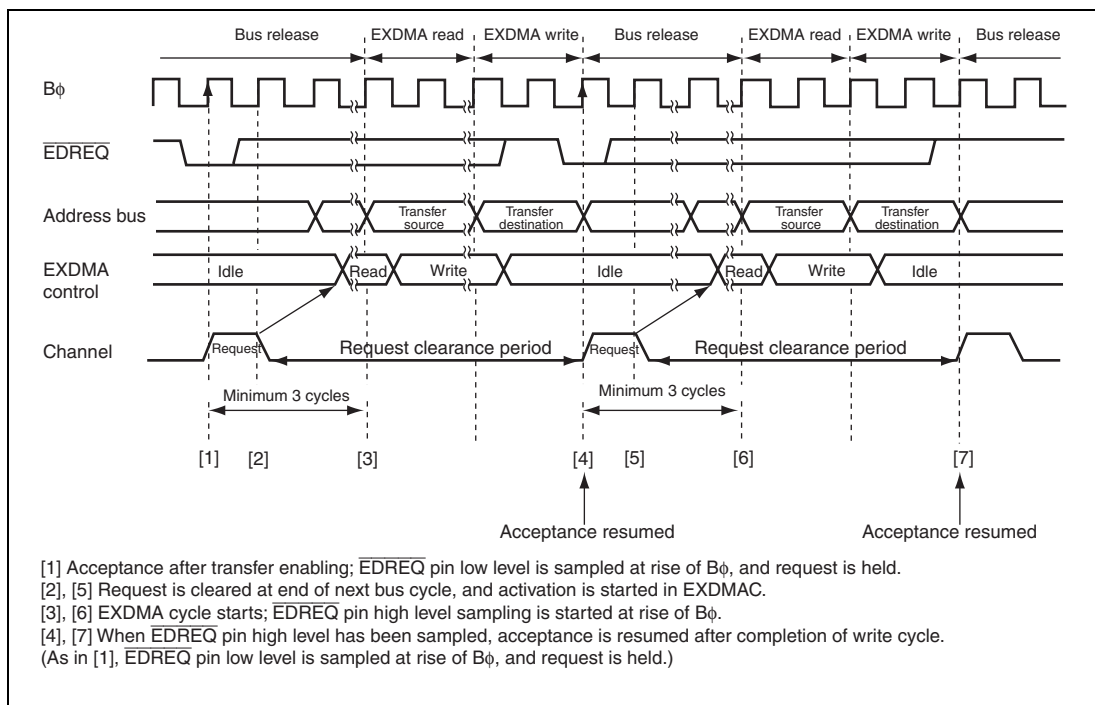 Bus release EXDMA read EXDMA write Bus release EXDMA read EXDMA write Bus release
Bϕ
EDREQ
Address bus Transfer source Transfer destination Transfer source Transfer destination
EXDMA control Idle Read Write Idle Read Write Idle
Channel Request Request clearance period Request Request clearance period
Minimum 3 cycles Minimum 3 cycles
[1] [2] [3] [4] [5] [6] [7]
Acceptance resumed Acceptance resumed
[1] Acceptance after transfer enabling; EDREQ pin low level is sampled at rise of Bϕ, and request is held.
[2], [5] Request is cleared at end of next bus cycle, and activation is started in EXDMAC.
[3], [6] EXDMA cycle starts; EDREQ pin high level sampling is started at rise of Bϕ.
[4], [7] When EDREQ pin high level has been sampled, acceptance is resumed after completion of write cycle.
(As in [1], EDREQ pin low level is sampled at rise of Bϕ, and request is held.)